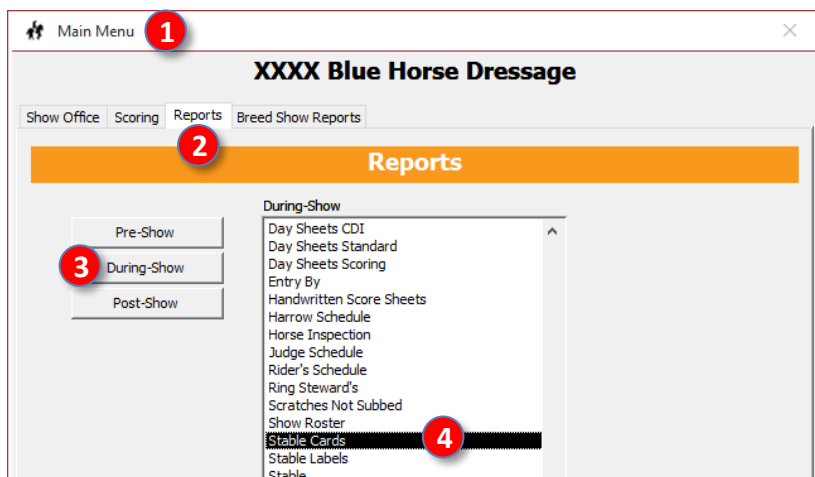 Main Menu 1
XXXX Blue Horse Dressage
Show Office Scoring Reports Breed Show Reports
2
Reports
During-Show
Pre-Show
3 During-Show
Post-Show
Day Sheets CDI
Day Sheets Standard
Day Sheets Scoring
Entry By
Handwritten Score Sheets
Harrow Schedule
Horse Inspection
Judge Schedule
Rider's Schedule
Ring Steward's
Scratches Not Subbed
Show Roster
Stable Cards 4
Stable Labels
Stable